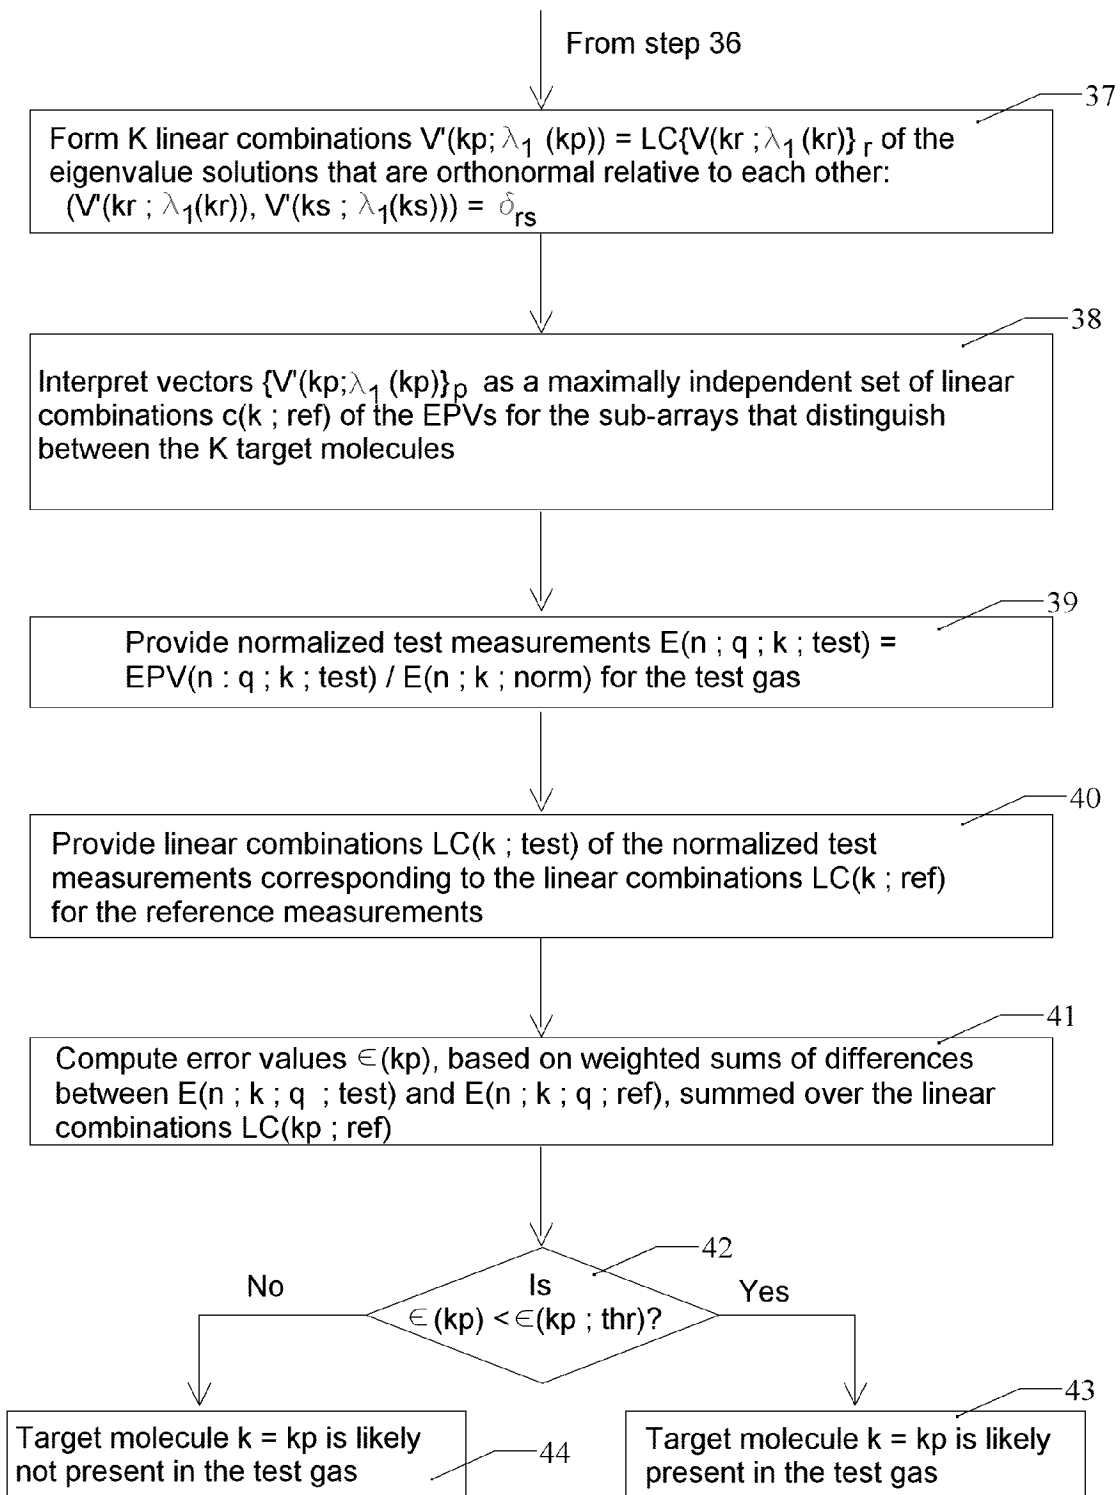 From step 36
37
Form K linear combinations V'(kp; λ1 (kp)) = LC{V(kr ; λ1 (kr)} r of the
eigenvalue solutions that are orthonormal relative to each other:
(V'(kr ; λ1(kr)), V'(ks ; λ1(ks))) = δrs
38
Interpret vectors {V'(kp;λ1 (kp)}p as a maximally independent set of linear
combinations c(k ; ref) of the EPVs for the sub-arrays that distinguish
between the K target molecules
39
Provide normalized test measurements E(n ; q ; k ; test) =
EPV(n : q ; k ; test) / E(n ; k ; norm) for the test gas
40
Provide linear combinations LC(k ; test) of the normalized test
measurements corresponding to the linear combinations LC(k ; ref)
for the reference measurements
41
Compute error values ∈(kp), based on weighted sums of differences
between E(n ; k ; q ; test) and E(n ; k ; q ; ref), summed over the linear
combinations LC(kp ; ref)
42
Is
∈(kp) <∈(kp ; thr)?
No
Yes
43
Target molecule k = kp is likely
not present in the test gas
44
Target molecule k = kp is likely
present in the test gas